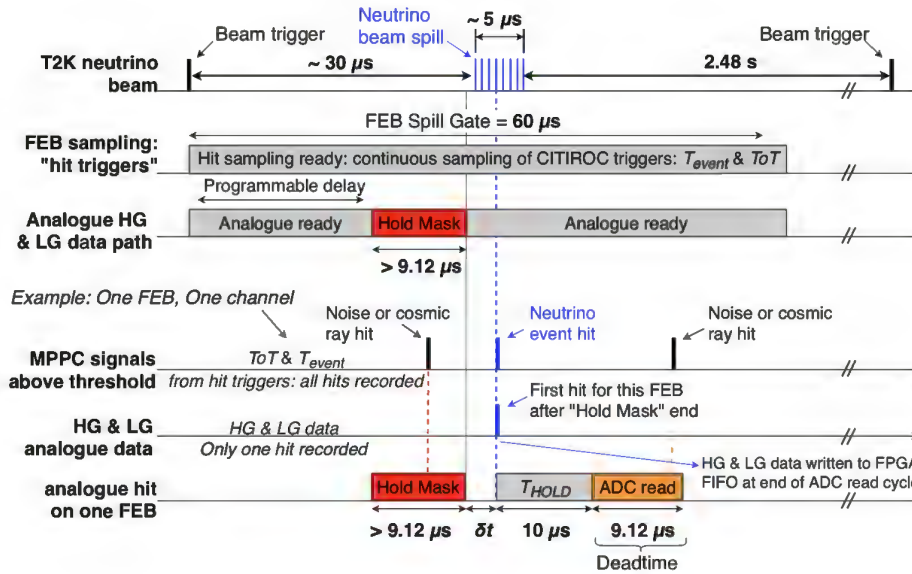 ~ 5 µs
Neutrino
beam spill
Beam trigger
Beam trigger
T2K neutrino
beam
~ 30 µs
2.48 s
FEB Spill Gate = 60 µs
FEB sampling:
"hit triggers"
Hit sampling ready: continuous sampling of CITIROC triggers: Tevent & ToT
Programmable delay
Analogue HG
& LG data path
Analogue ready
Hold Mask
Analogue ready
> 9.12 µs
Example: One FEB, One channel
Noise or cosmic
ray hit
Neutrino
event hit
Noise or cosmic
ray hit
MPPC signals
above threshold
ToT & Tevent
from hit triggers: all hits recorded
First hit for this FEB
after "Hold Mask" end
HG & LG
analogue data
HG & LG data
Only one hit recorded
HG & LG data written to FPGA
FIFO at end of ADC read cycle
analogue hit
on one FEB
Hold Mask
THOLD
ADC read
> 9.12 µs
δt
10 µs
9.12 µs
Deadtime